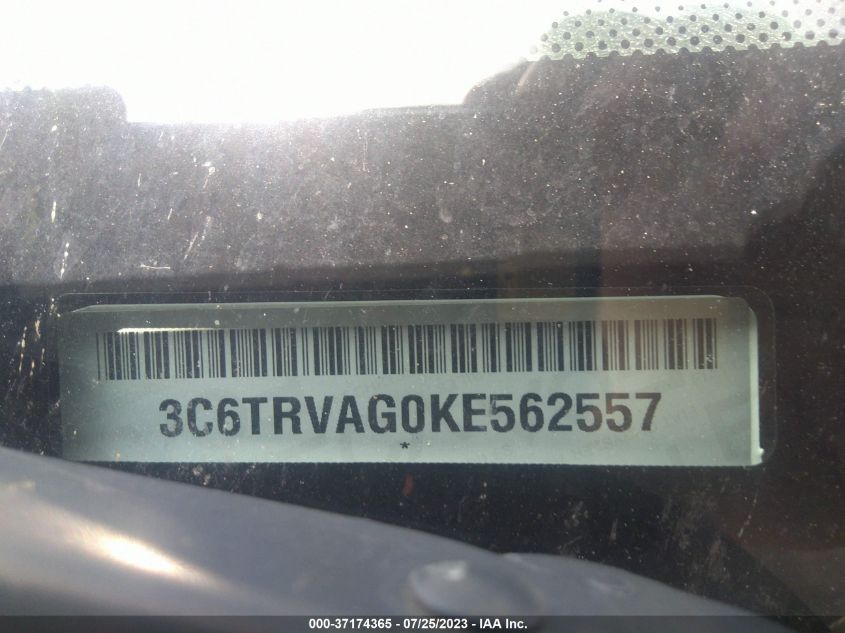 3C6TRVAG0KE562557
*
000-37174365 - 07/25/2023 - IAA Inc.